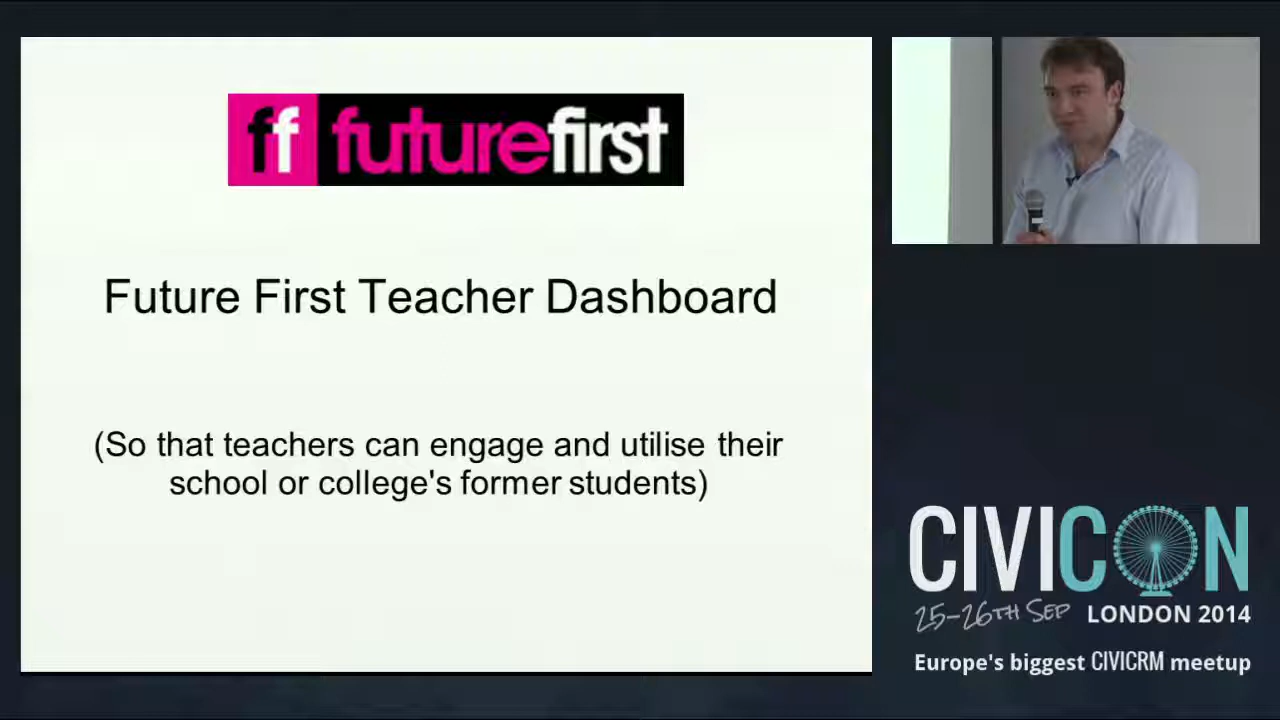 ff futurefirst
Future First Teacher Dashboard
(So that teachers can engage and utilise their
school or college's former students)
CIVICON
25-26TH SEP LONDON 2014
Europe's biggest CIVICRM meetup